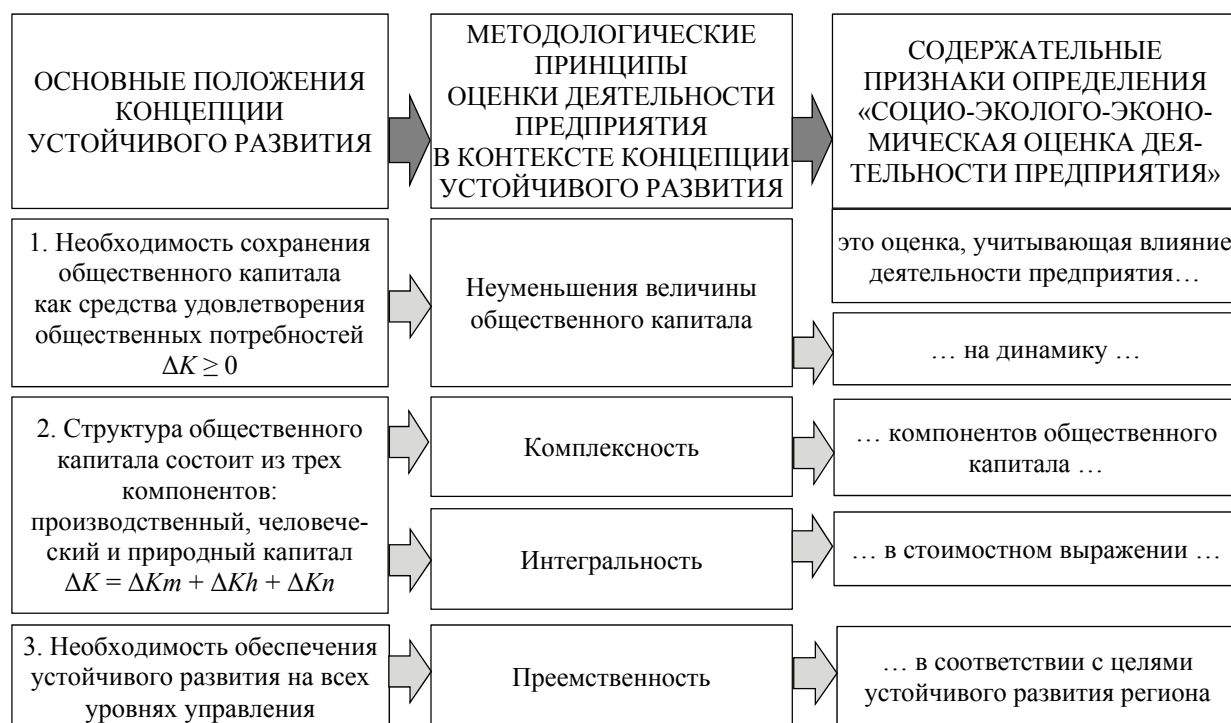 ОСНОВНЫЕ ПОЛОЖЕНИЯ
КОНЦЕПЦИИ
УСТОЙЧИВОГО РАЗВИТИЯ
МЕТОДОЛОГИЧЕСКИЕ
ПРИНЦИПЫ
ОЦЕНКИ ДЕЯТЕЛЬНОСТИ
ПРЕДПРИЯТИЯ
В КОНТЕКСТЕ КОНЦЕПЦИИ
УСТОЙЧИВОГО РАЗВИТИЯ
СОДЕРЖАТЕЛЬНЫЕ
ПРИЗНАКИ ОПРЕДЕЛЕНИЯ
«СОЦИО-ЭКОЛОГО-ЭКОНО-
МИЧЕСКАЯ ОЦЕНКА ДЕЯ-
ТЕЛЬНОСТИ ПРЕДПРИЯТИЯ»
1. Необходимость сохранения
общественного капитала
как средства удовлетворения
общественных потребностей
ΔK ≥ 0
Неуменьшения величины
общественного капитала
это оценка, учитывающая влияние
деятельности предприятия…
… на динамику …
2. Структура общественного
капитала состоит из трех
компонентов:
производственный, человече-
ский и природный капитал
ΔK = ΔKm + ΔKh + ΔKn
Комплексность
… компонентов общественного
капитала …
Интегральность
… в стоимостном выражении …
3. Необходимость обеспечения
устойчивого развития на всех
уровнях управления
Преемственность
… в соответствии с целями
устойчивого развития региона